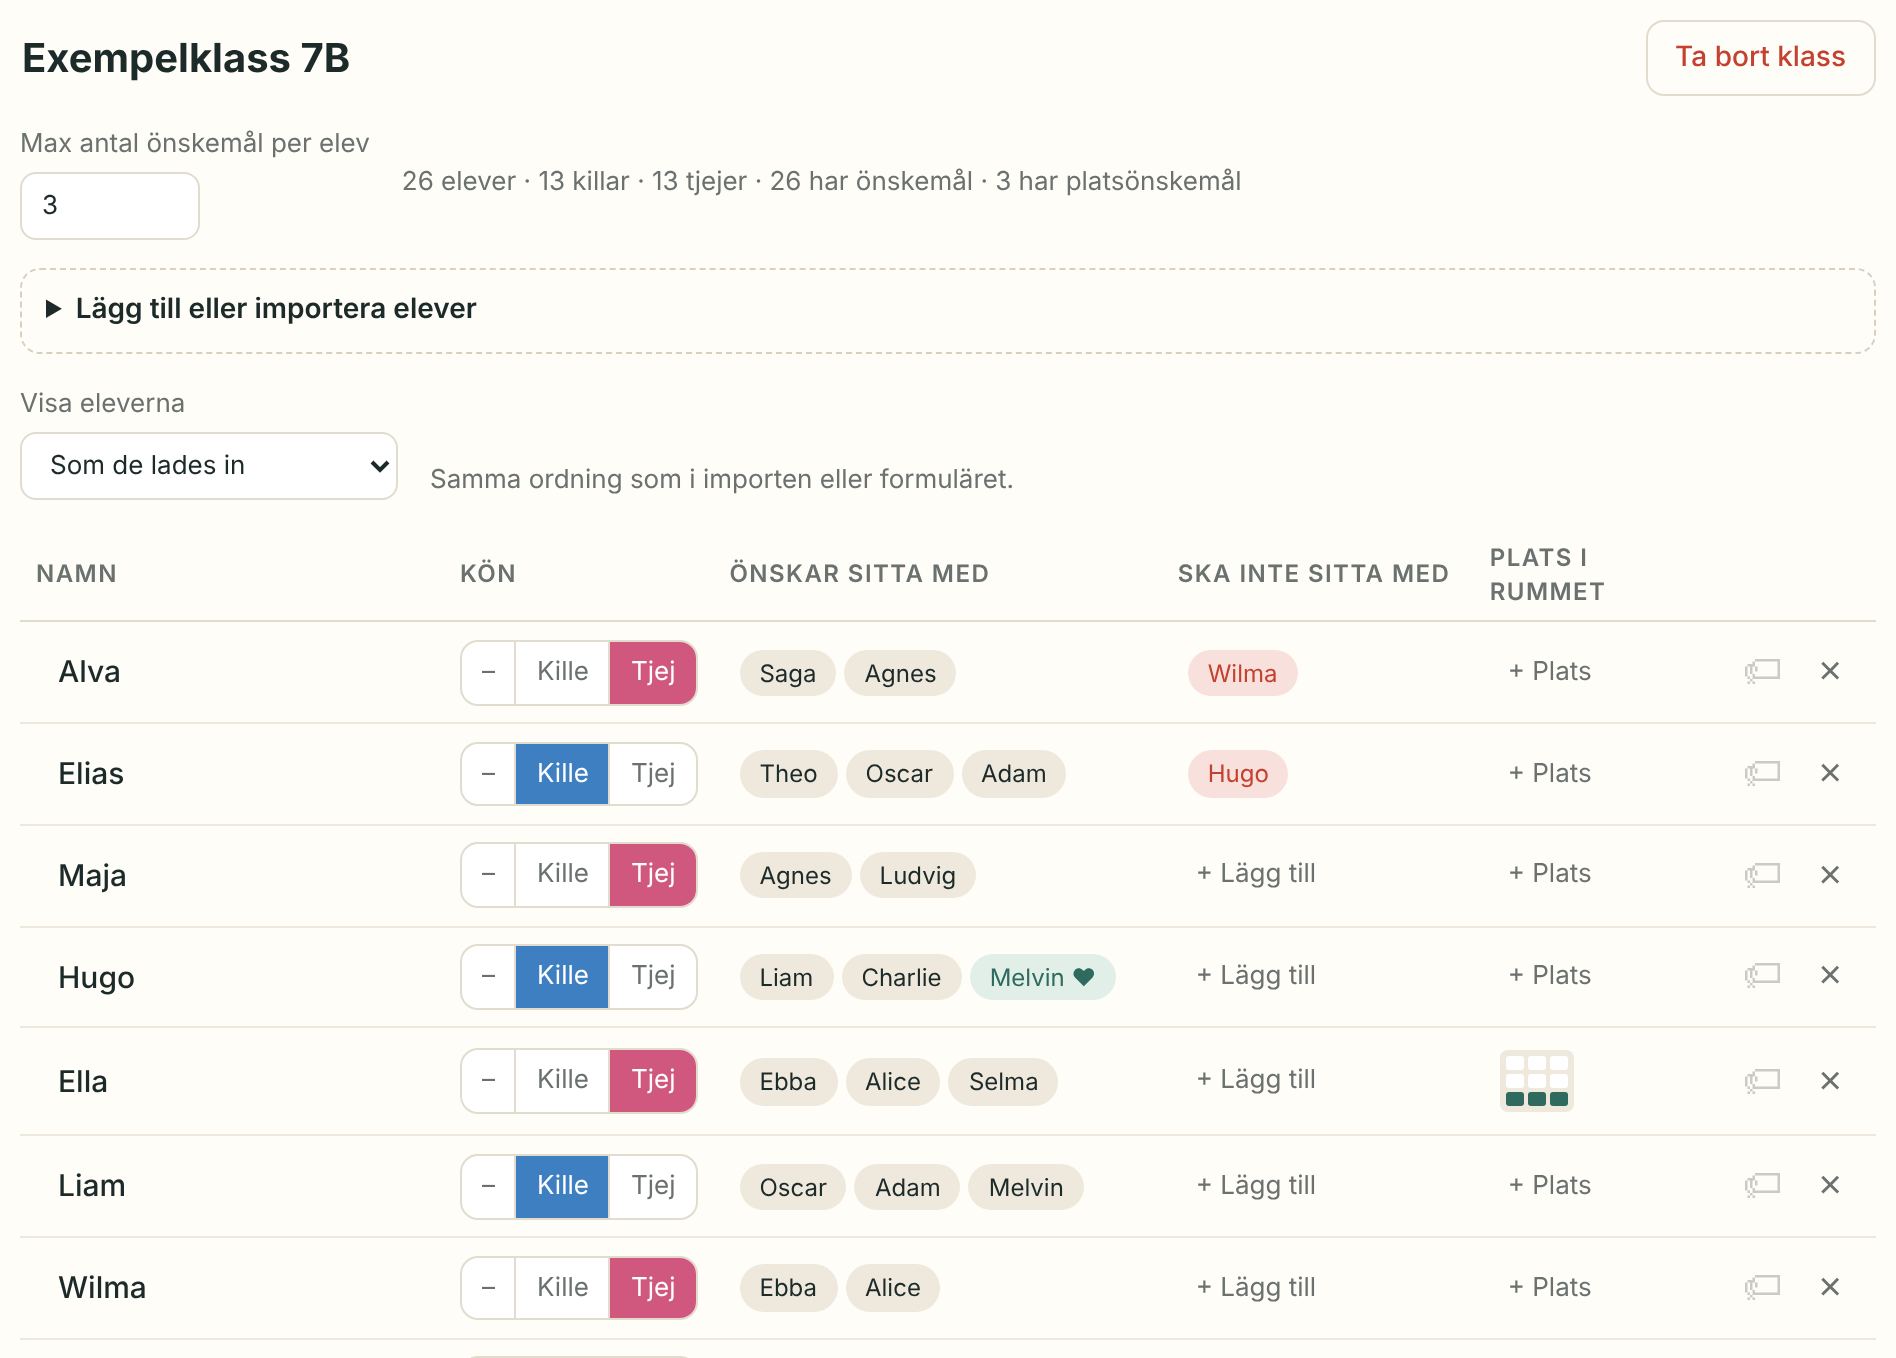 Exempelklass 7B
Ta bort klass
Max antal önskemål per elev
3
26 elever · 13 killar · 13 tjejer · 26 har önskemål · 3 har platsönskemål
▶ Lägg till eller importera elever
Visa eleverna
Som de lades in
Samma ordning som i importen eller formuläret.
NAMN KÖN ÖNSKAR SITTA MED SKA INTE SITTA MED PLATS I RUMMET
Alva – Kille Tjej Saga Agnes Wilma + Plats ×
Elias – Kille Tjej Theo Oscar Adam Hugo + Plats ×
Maja – Kille Tjej Agnes Ludvig + Lägg till + Plats ×
Hugo – Kille Tjej Liam Charlie Melvin ♥ + Lägg till + Plats ×
Ella – Kille Tjej Ebba Alice Selma + Lägg till ×
Liam – Kille Tjej Oscar Adam Melvin + Lägg till + Plats ×
Wilma – Kille Tjej Ebba Alice + Lägg till + Plats ×